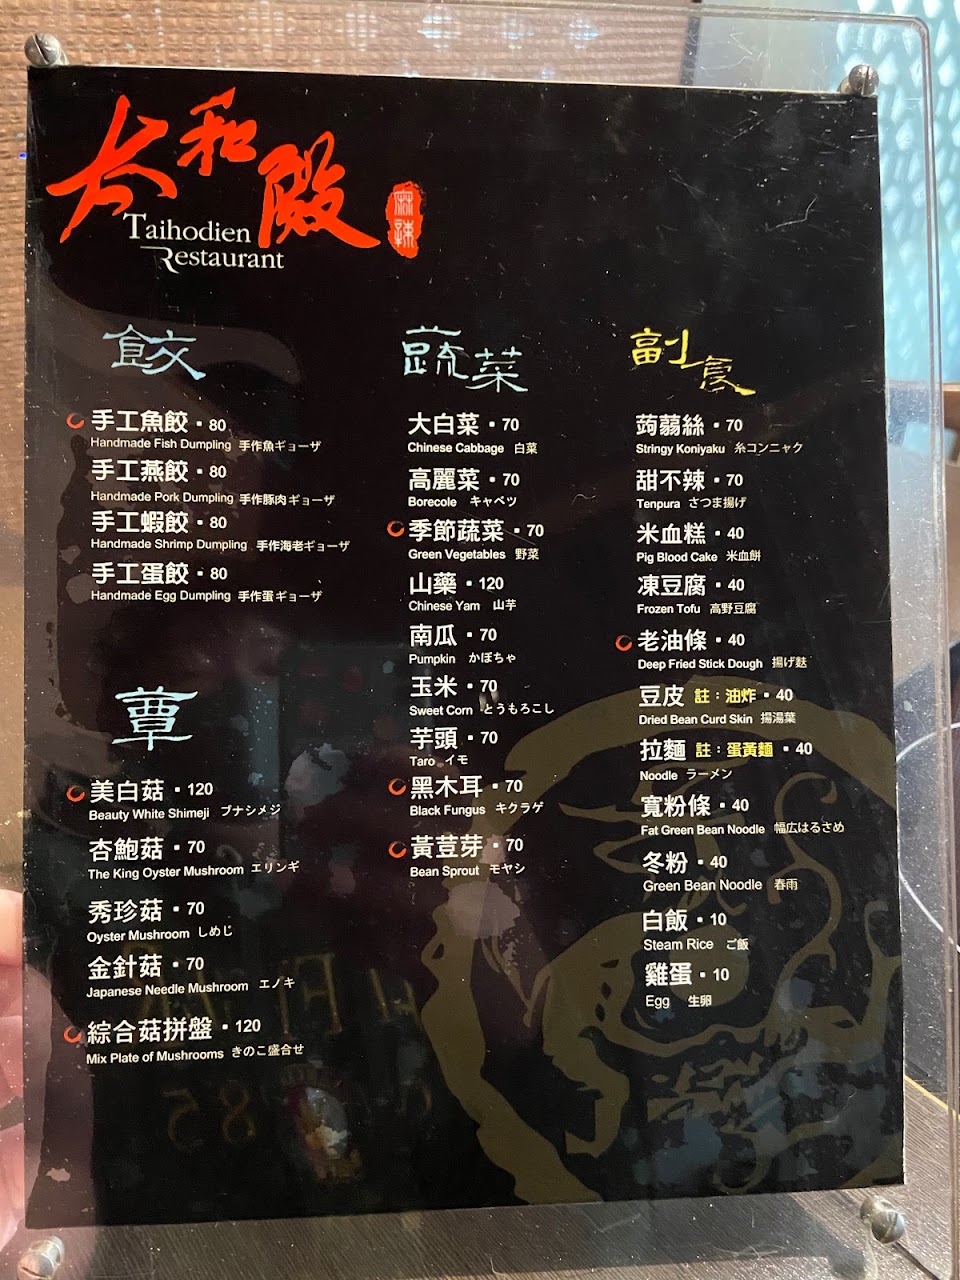 太和殿
麻辣
Taihodien
Restaurant
餃
手工魚餃 · 80
Handmade Fish Dumpling 手作魚ギョーザ
手工燕餃 · 80
Handmade Pork Dumpling 手作豚肉ギョーザ
手工蝦餃 · 80
Handmade Shrimp Dumpling 手作海老ギョーザ
手工蛋餃 · 80
Handmade Egg Dumpling 手作蛋ギョーザ
蕈
美白菇 · 120
Beauty White Shimeji ブナシメジ
杏鮑菇 · 70
The King Oyster Mushroom エリンギ
秀珍菇 · 70
Oyster Mushroom しめじ
金針菇 · 70
Japanese Needle Mushroom エノキ
綜合菇拼盤 · 120
Mix Plate of Mushrooms きのこ盛合せ
蔬菜
大白菜 · 70
Chinese Cabbage 白菜
高麗菜 · 70
Borecole キャベツ
季節蔬菜 · 70
Green Vegetables 野菜
山藥 · 120
Chinese Yam 山芋
南瓜 · 70
Pumpkin かぼちゃ
玉米 · 70
Sweet Corn とうもろこし
芋頭 · 70
Taro イモ
黑木耳 · 70
Black Fungus キクラゲ
黃荳芽 · 70
Bean Sprout モヤシ
副食
蒟蒻絲 · 70
Stringy Koniyaku 糸コンニャク
甜不辣 · 70
Tenpura さつま揚げ
米血糕 · 40
Pig Blood Cake 米血餅
凍豆腐 · 40
Frozen Tofu 高野豆腐
老油條 · 40
Deep Fried Stick Dough 揚げ麩
豆皮 註：油炸 · 40
Dried Bean Curd Skin 揚湯葉
拉麵 註：蛋黃麵 · 40
Noodle ラーメン
寬粉條 · 40
Fat Green Bean Noodle 幅広はるさめ
冬粉 · 40
Green Bean Noodle 春雨
白飯 · 10
Steam Rice ご飯
雞蛋 · 10
Egg 生卵